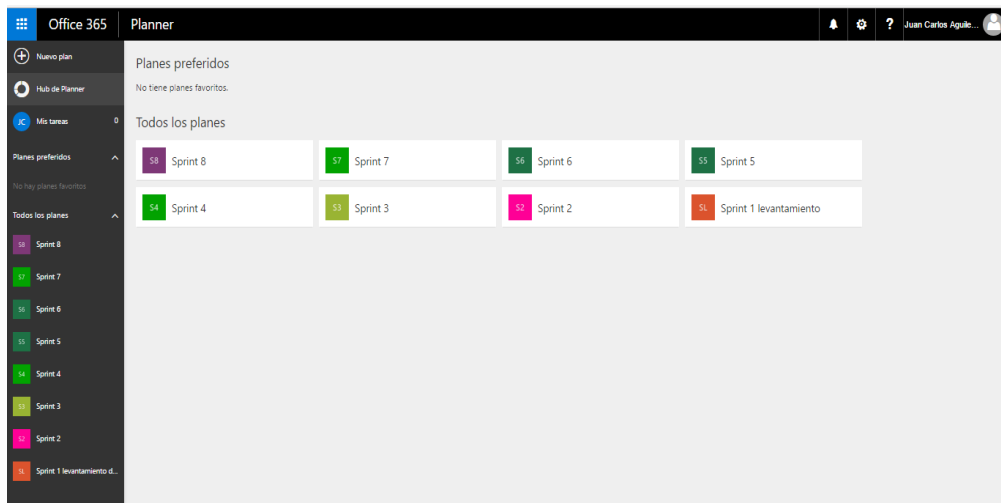 Office 365 Planner ? Juan Carlos Aguile...
Nuevo plan
Hub de Planner
JC Mis tareas 0
Planes preferidos
No hay planes favoritos
Todos los planes
S8 Sprint 8
S7 Sprint 7
S6 Sprint 6
S5 Sprint 5
S4 Sprint 4
S3 Sprint 3
S2 Sprint 2
SL Sprint 1 levantamiento d...
Planes preferidos
No tiene planes favoritos.
Todos los planes
S8 Sprint 8 S7 Sprint 7 S6 Sprint 6 S5 Sprint 5
S4 Sprint 4 S3 Sprint 3 S2 Sprint 2 SL Sprint 1 levantamiento